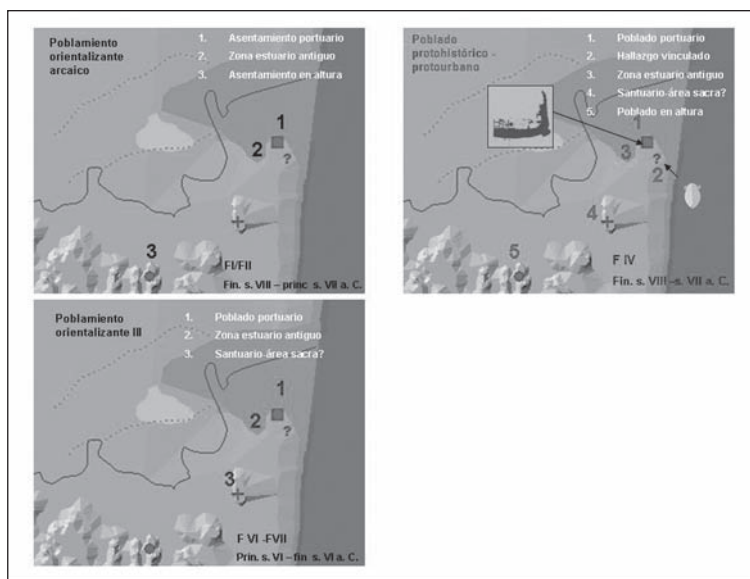 Poblamiento
orientalizante
arcaico
1. Asentamiento portuario
2. Zona estuario antiguo
3. Asentamiento en altura
1
2
?
3
FI/FII
Fin. s. VIII – princ s. VII a. C.
Poblado
protohistórico -
protourbano
1. Poblado portuario
2. Hallazgo vinculado
3. Zona estuario antiguo
4. Santuario-área sacra?
5. Poblado en altura
1
3
?
2
4
5
F IV
Fin. s. VIII -s. VII a. C.
Poblamiento
orientalizante III
1. Poblado portuario
2. Zona estuario antiguo
3. Santuario-área sacra?
1
2
?
3
F VI -FVII
Prin. s. VI – fin s. VI a. C.